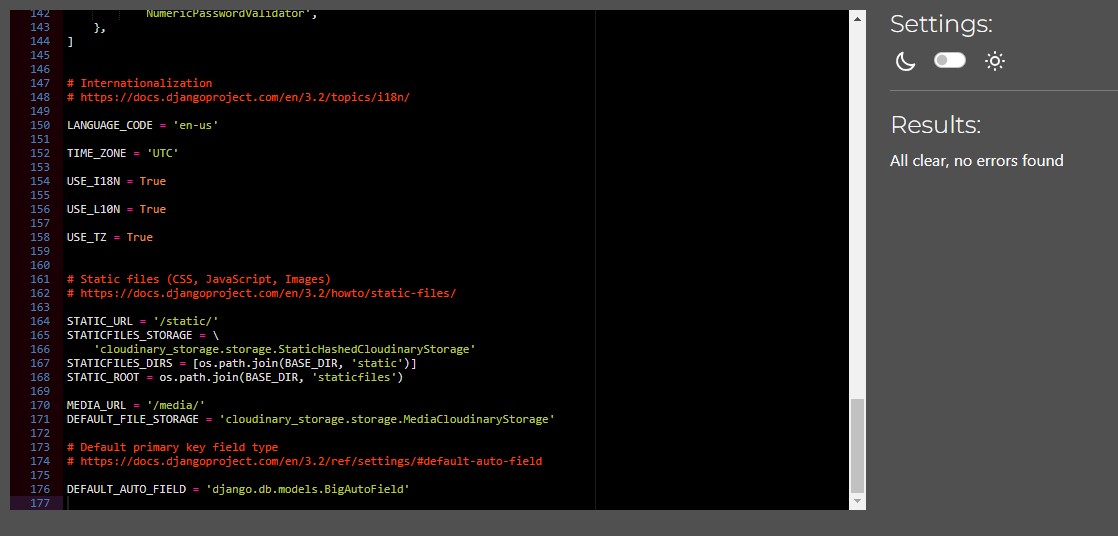 142            NumericPasswordValidator',
143    },
144 ]
145
146
147 # Internationalization
148 # https://docs.djangoproject.com/en/3.2/topics/i18n/
149
150 LANGUAGE_CODE = 'en-us'
151
152 TIME_ZONE = 'UTC'
153
154 USE_I18N = True
155
156 USE_L10N = True
157
158 USE_TZ = True
159
160
161 # Static files (CSS, JavaScript, Images)
162 # https://docs.djangoproject.com/en/3.2/howto/static-files/
163
164 STATIC_URL = '/static/'
165 STATICFILES_STORAGE = \
166    'cloudinary_storage.storage.StaticHashedCloudinaryStorage'
167 STATICFILES_DIRS = [os.path.join(BASE_DIR, 'static')]
168 STATIC_ROOT = os.path.join(BASE_DIR, 'staticfiles')
169
170 MEDIA_URL = '/media/'
171 DEFAULT_FILE_STORAGE = 'cloudinary_storage.storage.MediaCloudinaryStorage'
172
173 # Default primary key field type
174 # https://docs.djangoproject.com/en/3.2/ref/settings/#default-auto-field
175
176 DEFAULT_AUTO_FIELD = 'django.db.models.BigAutoField'
177
Settings:
Results:
All clear, no errors found